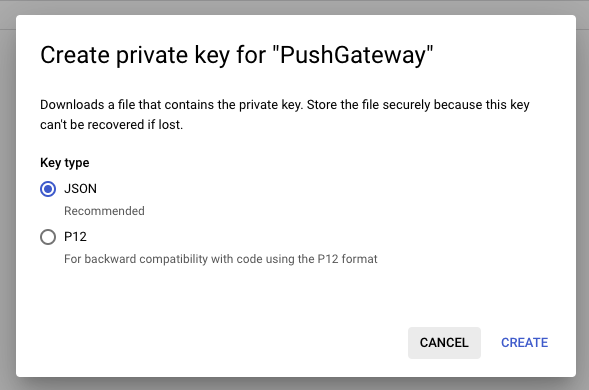 Create private key for "PushGateway"
Downloads a file that contains the private key. Store the file securely because this key
can't be recovered if lost.
Key type
JSON
Recommended
P12
For backward compatibility with code using the P12 format
CANCEL CREATE